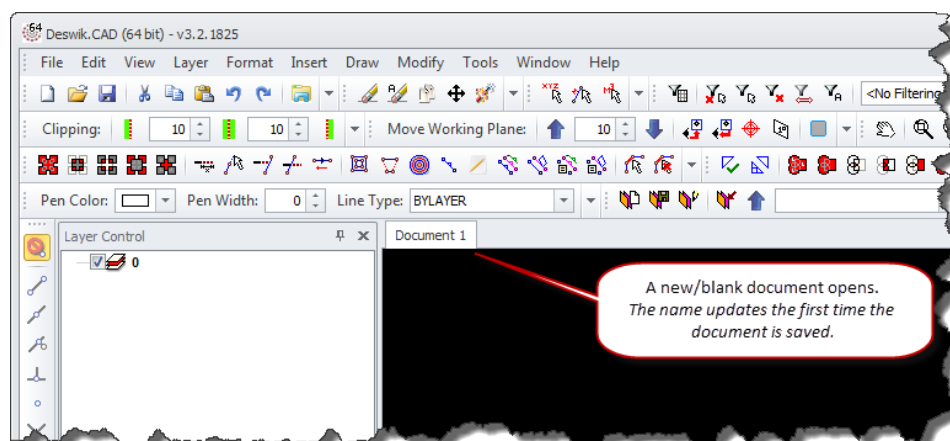 64
Deswik.CAD (64 bit) - v3.2.1825
File Edit View Layer Format Insert Draw Modify Tools Window Help
XYZ
<No Filtering
Clipping: 10 10 Move Working Plane: 10
Pen Color: Pen Width: 0 Line Type: BYLAYER
Layer Control Document 1
0
A new/blank document opens.
The name updates the first time the
document is saved.